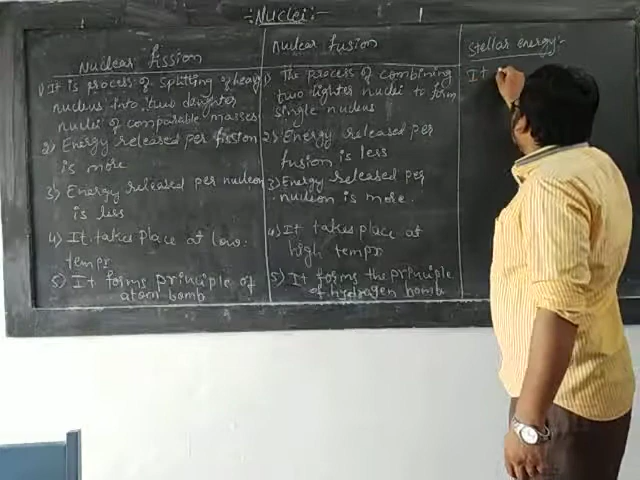 :Nuclei:-
Nuclear fission
1) It is process of splitting of heavy
nucleus into two daughter
nuclei of comparable masses
2) Energy released per fission
is more
3) Energy released per nucleon
is less
4) It takes place at low
tempr
5) It forms principle of
atom bomb
Nuclear fusion
1) The process of combining
two lighter nuclei to form
single nucleus
2) Energy released per
fusion is less
3) Energy released per
nucleon is more.
4) It takes place at
high tempr
5) It forms the principle
of hydrogen bomb
Stellar energy:-
It